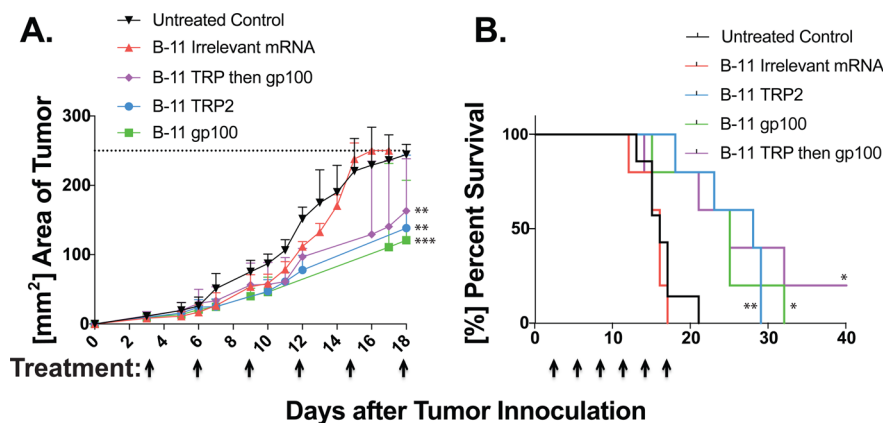 A.
Untreated Control
B-11 Irrelevant mRNA
B-11 TRP then gp100
B-11 TRP2
B-11 gp100
[mm²] Area of Tumor
300
200
100
0
0 2 4 6 8 10 12 14 16 18
**
**
***
B.
Untreated Control
B-11 Irrelevant mRNA
B-11 TRP2
B-11 gp100
B-11 TRP then gp100
[%] Percent Survival
100
50
0
0 10 20 30 40
**
*
*
Treatment:
Days after Tumor Innoculation